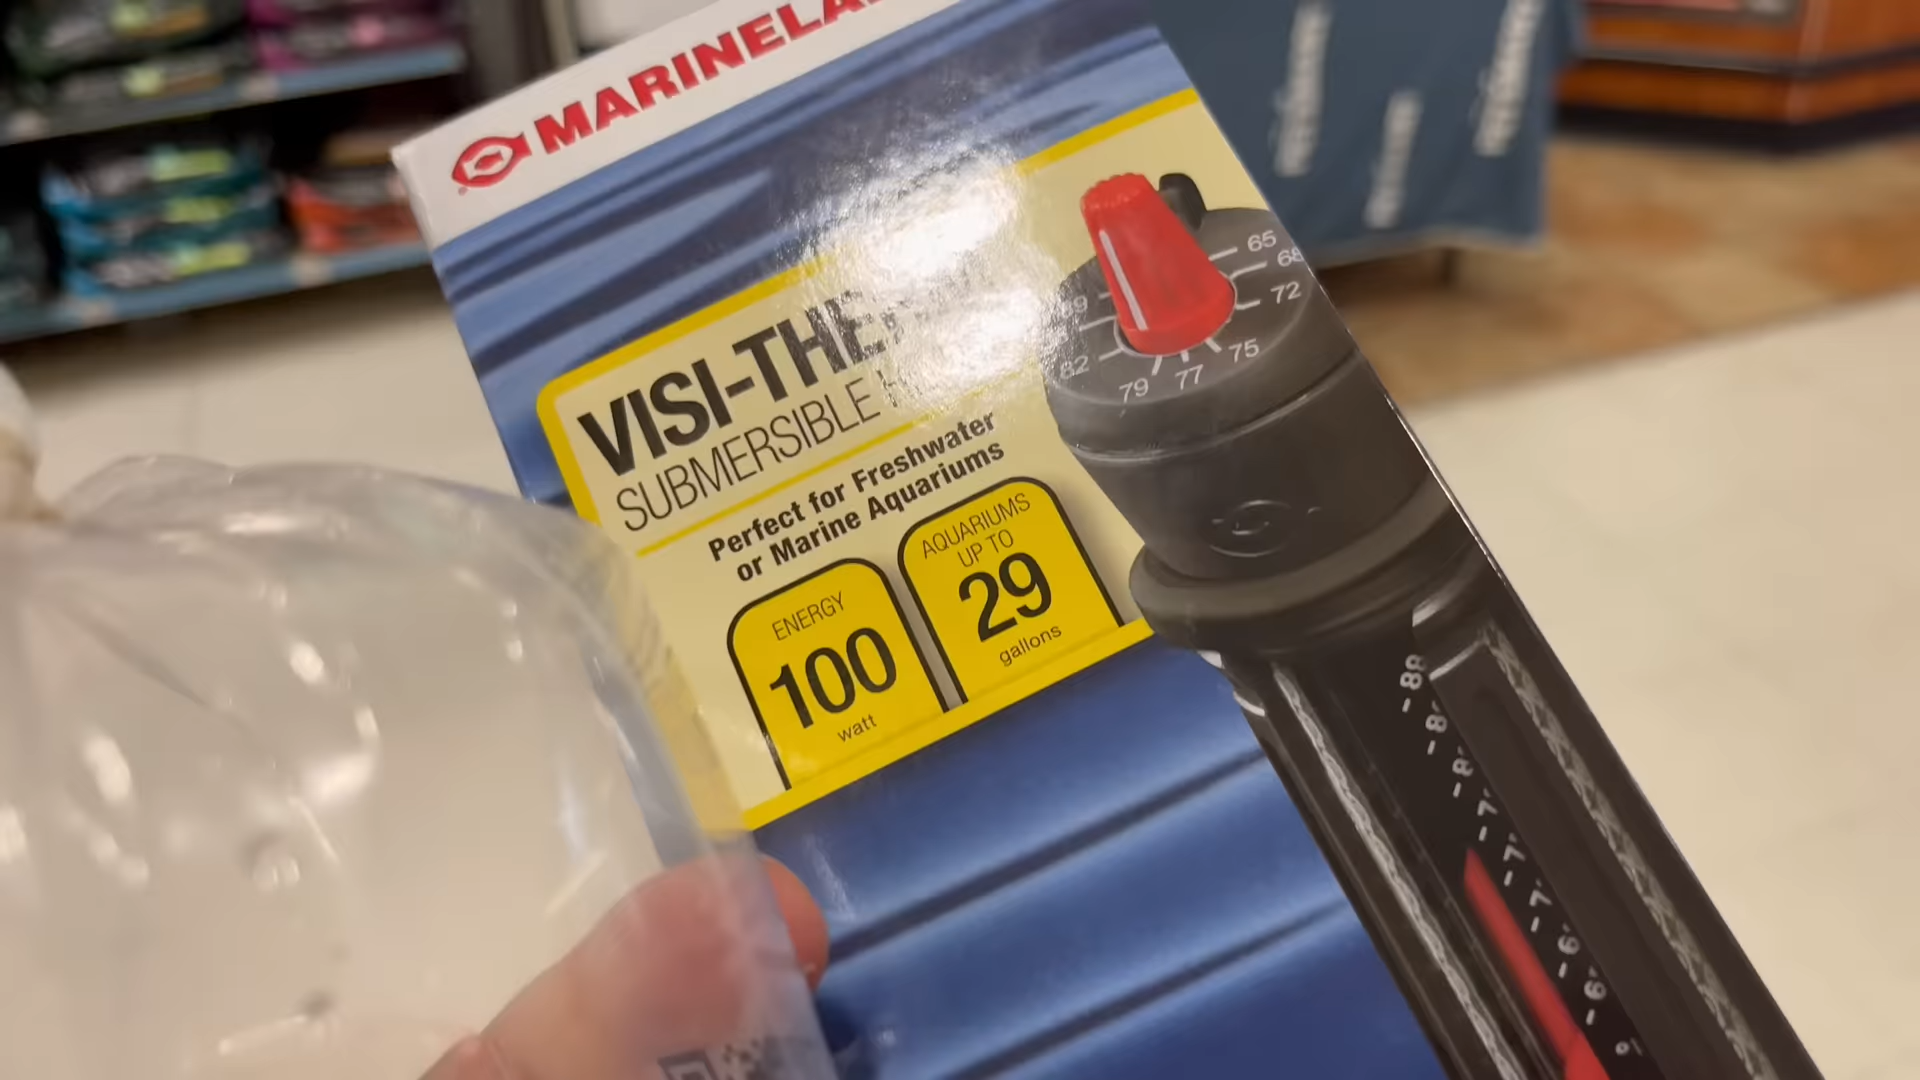 MARINELA
VISI-THE
SUBMERSIBLE
Perfect for Freshwater
or Marine Aquariums
ENERGY
100
watt
AQUARIUMS
UP TO
29
gallons
65
68
72
75
77
79
82
-88